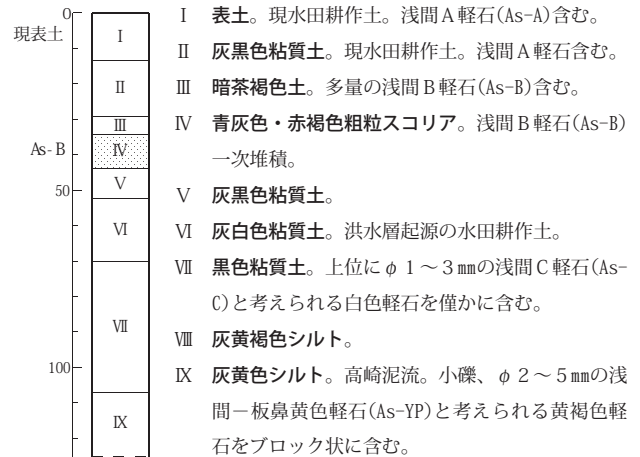 0
現表土
As-B
50
100
Ⅰ
Ⅱ
Ⅲ
Ⅳ
Ⅴ
Ⅵ
Ⅶ
Ⅸ
Ⅰ 表土。現水田耕作土。浅間A軽石(As-A)含む。
Ⅱ 灰黒色粘質土。現水田耕作土。浅間A軽石含む。
Ⅲ 暗茶褐色土。多量の浅間B軽石(As-B)含む。
Ⅳ 青灰色・赤褐色粗粒スコリア。浅間B軽石(As-B)
一次堆積。
Ⅴ 灰黒色粘質土。
Ⅵ 灰白色粘質土。洪水層起源の水田耕作土。
Ⅶ 黒色粘質土。上位にφ1~3㎜の浅間C軽石(As-
C)と考えられる白色軽石を僅かに含む。
Ⅷ 灰黄褐色シルト。
Ⅸ 灰黄色シルト。高崎泥流。小礫、φ2~5㎜の浅
間-板鼻黄色軽石(As-YP)と考えられる黄褐色軽
石をブロック状に含む。